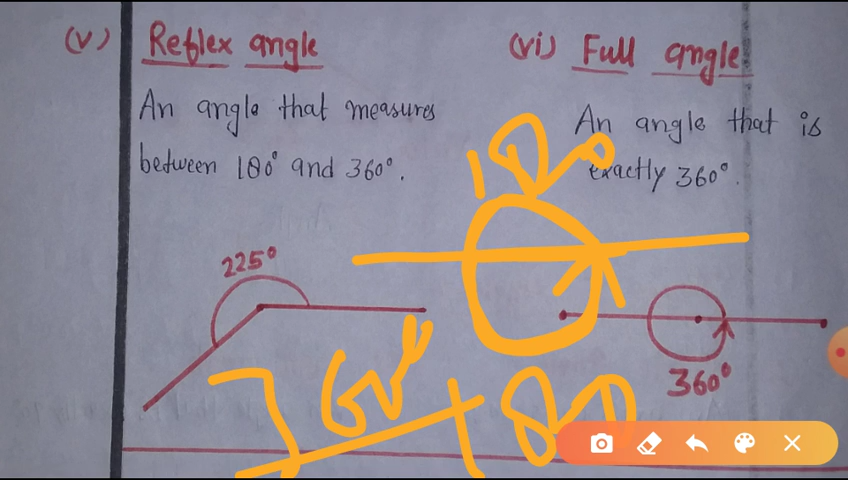 (v) Reflex angle
An angle that measures
between 180° and 360°.
225°
(vi) Full angle
An angle that is
exactly 360°.
360°
180
360°
180